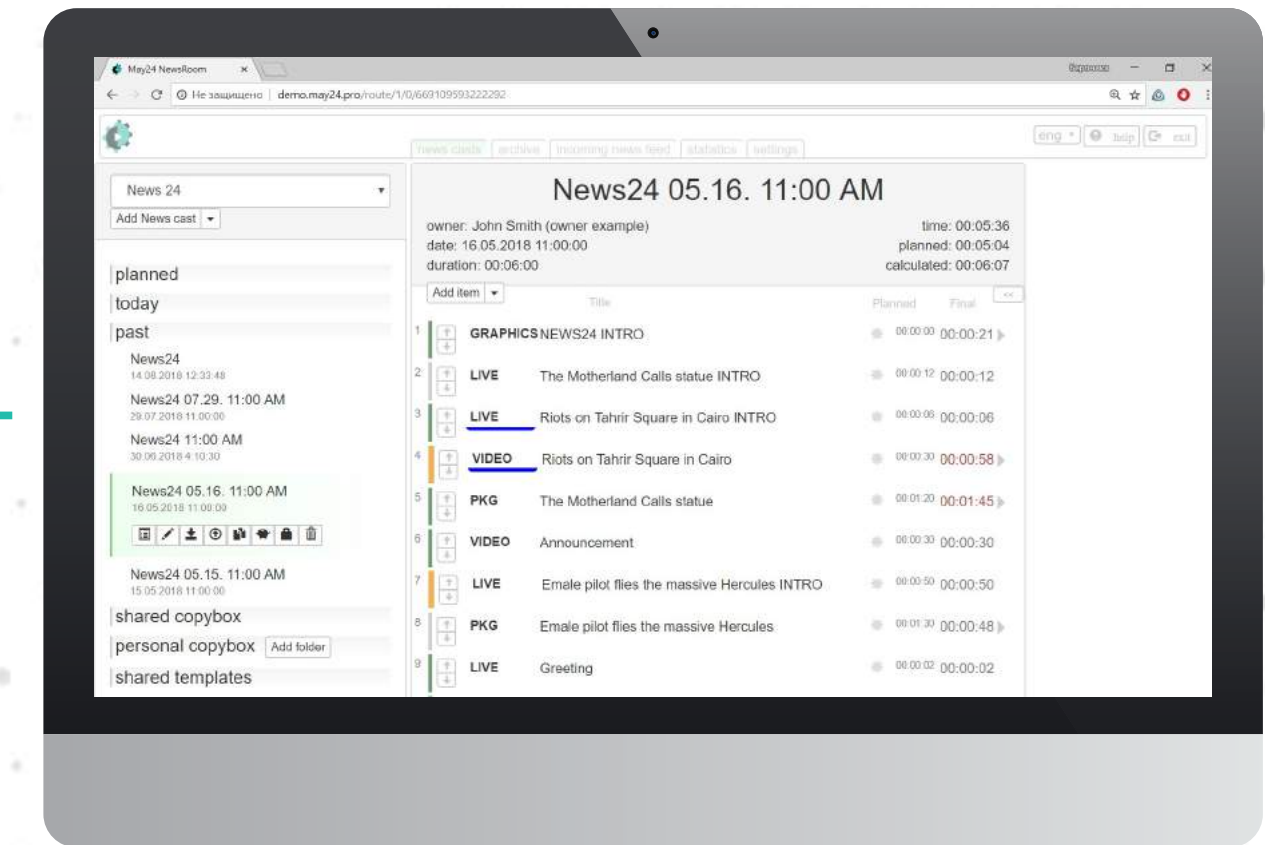 May24 NewsRoom
Не защищено | demo.may24.pro/route/1/0/669109593222292
news casts archive incoming news feed statistics settings
eng help exit
News 24
Add News cast
planned
today
past
News24
14.08.2018 12:33:48
News24 07.29. 11:00 AM
29.07.2018 11:00:00
News24 11:00 AM
30.06.2018 4:10:30
News24 05.16. 11:00 AM
16.05.2018 11:00:00
News24 05.15. 11:00 AM
15.05.2018 11:00:00
shared copybox
personal copybox Add folder
shared templates
News24 05.16. 11:00 AM
owner: John Smith (owner example) time: 00:05:36
date: 16.05.2018 11:00:00 planned: 00:05:04
duration: 00:06:00 calculated: 00:06:07
Add item Title Planned Final <<
1 GRAPHICS NEWS24 INTRO 00:00:00 00:00:21
2 LIVE The Motherland Calls statue INTRO 00:00:12 00:00:12
3 LIVE Riots on Tahrir Square in Cairo INTRO 00:00:06 00:00:06
4 VIDEO Riots on Tahrir Square in Cairo 00:00:30 00:00:58
5 PKG The Motherland Calls statue 00:01:20 00:01:45
6 VIDEO Announcement 00:00:30 00:00:30
7 LIVE Emale pilot flies the massive Hercules INTRO 00:00:50 00:00:50
8 PKG Emale pilot flies the massive Hercules 00:01:30 00:00:48
9 LIVE Greeting 00:00:02 00:00:02